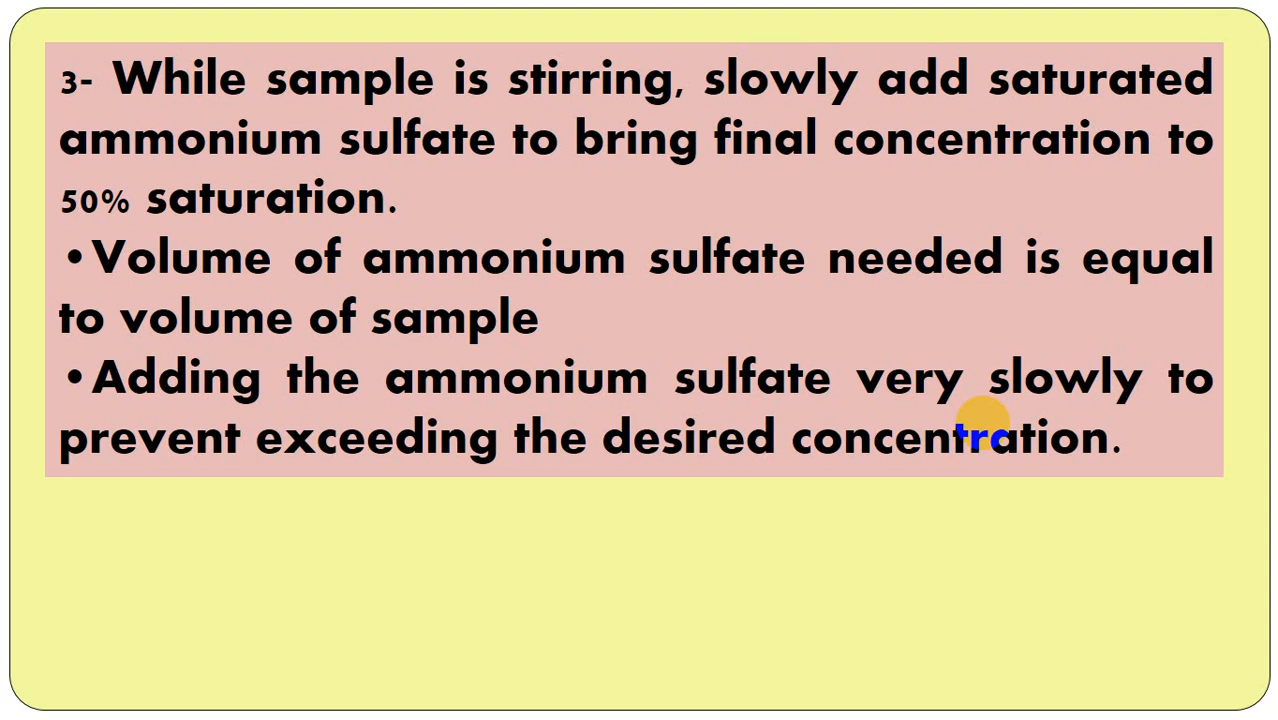 3- While sample is stirring, slowly add saturated
ammonium sulfate to bring final concentration to
50% saturation.
•Volume of ammonium sulfate needed is equal
to volume of sample
•Adding the ammonium sulfate very slowly to
prevent exceeding the desired concentration.